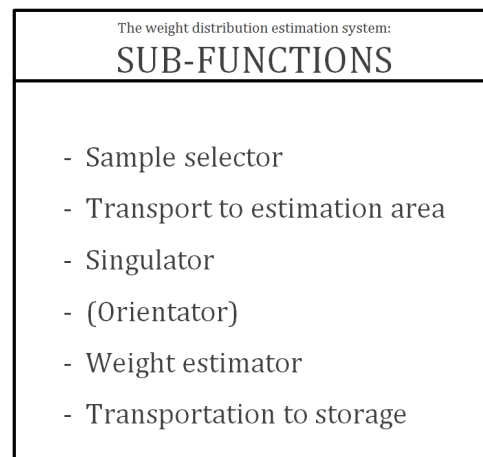 The weight distribution estimation system:
SUB-FUNCTIONS
- Sample selector
- Transport to estimation area
- Singulator
- (Orientator)
- Weight estimator
- Transportation to storage